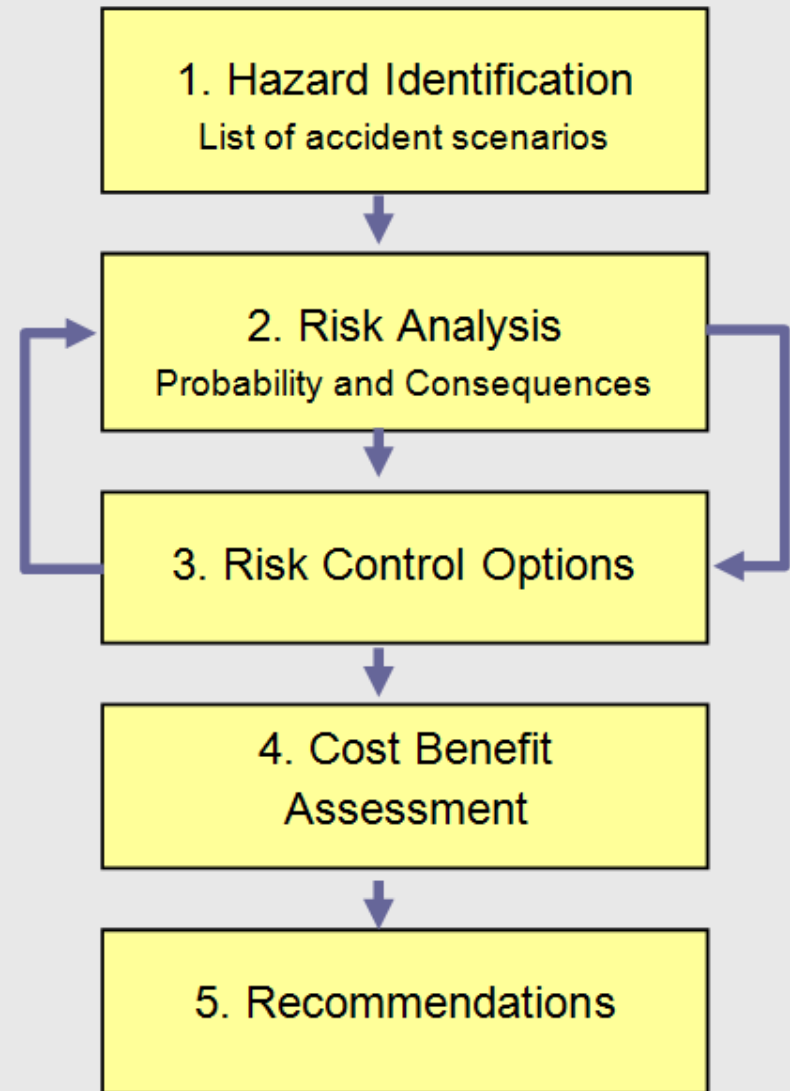 1. Hazard Identification
List of accident scenarios
2. Risk Analysis
Probability and Consequences
3. Risk Control Options
4. Cost Benefit
Assessment
5. Recommendations